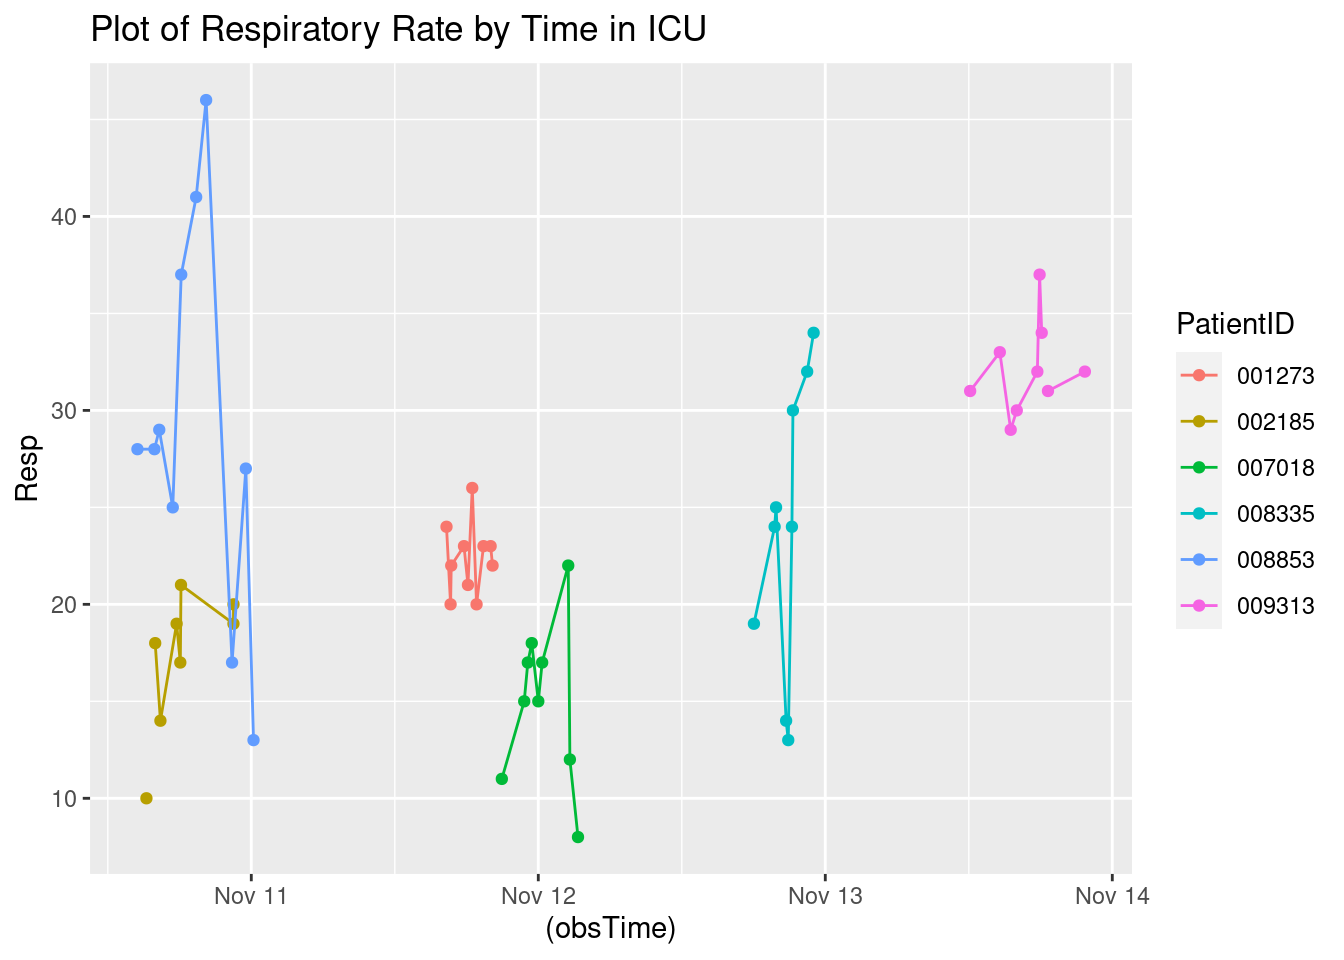 Plot of Respiratory Rate by Time in ICU
40
30
20
10
Resp
Nov 11
Nov 12
Nov 13
Nov 14
(obsTime)
PatientID
001273
002185
007018
008335
008853
009313